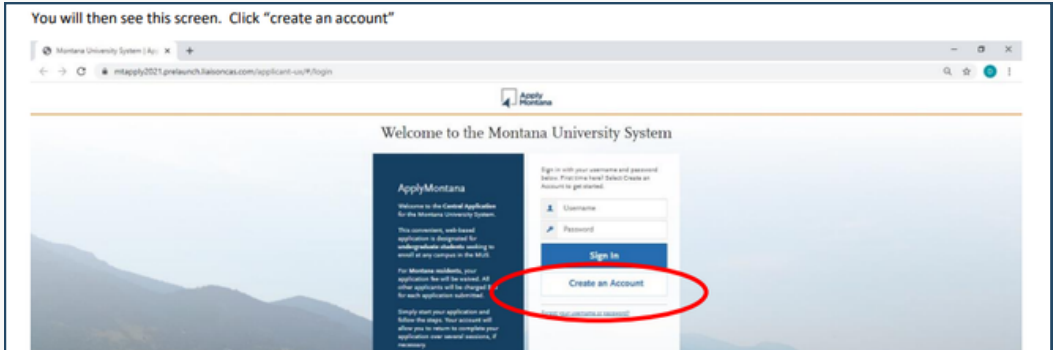 You will then see this screen. Click “create an account”
Montana University System | Ap
mtapply2021.prelaunch.liaisoncas.com/applicant-ux/#/login
Apply
Montana
Welcome to the Montana University System
ApplyMontana
Welcome to the Central Application
for the Montana University System.
This convenient, web-based
application is designated for
undergraduate students seeking to
enroll at any campus in the MUS.
For Montana residents, your
application fee will be waived. All
other applicants will be charged
for each application submitted.
Simply start your application and
follow the steps. Your account will
allow you to return to complete your
application over several sessions, if
necessary.
Sign in with your username and password
below. First time here? Select Create an
Account to get started.
Username
Password
Sign In
Create an Account
Forgot your username or password?